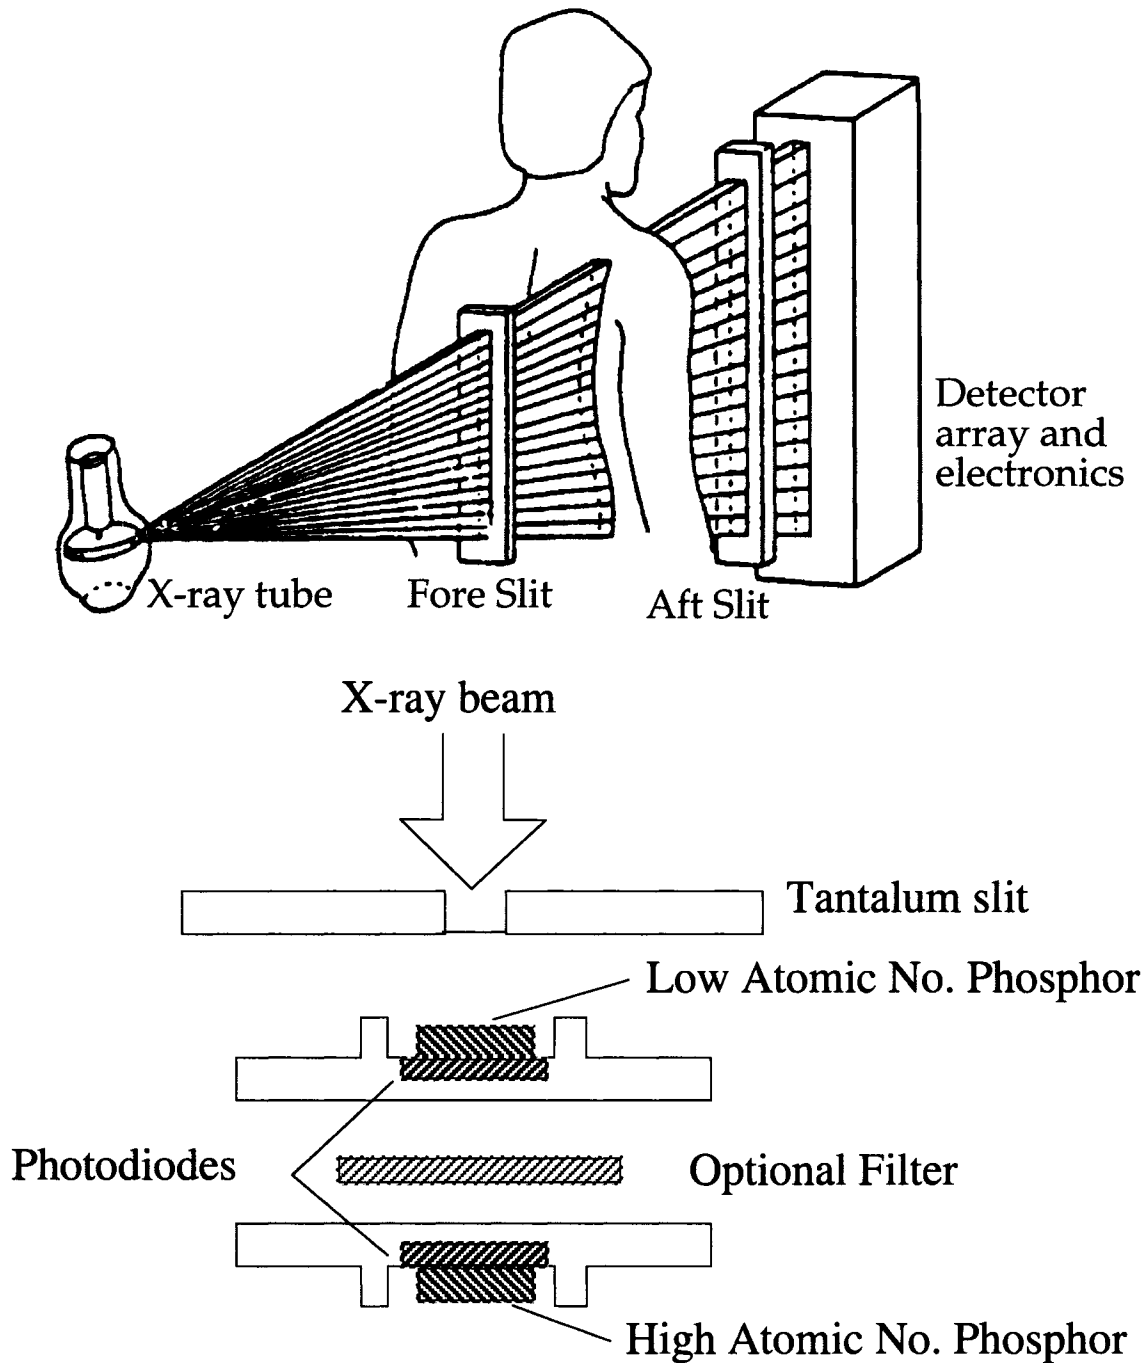 Detector
array and
electronics
X-ray tube
Fore Slit
Aft Slit
X-ray beam
Tantalum slit
Low Atomic No. Phosphor
Photodiodes
Optional Filter
High Atomic No. Phosphor